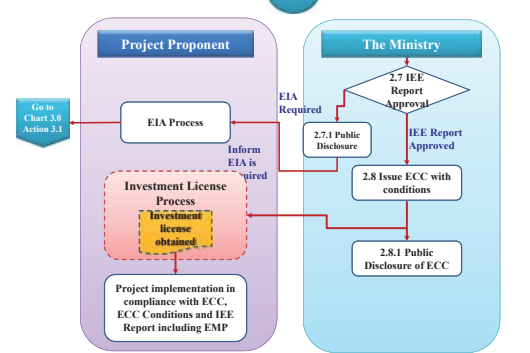 Project Proponent
The Ministry
2.7 IEE
Report
Approval
EIA
Required
Go to
Chart 3.0
Action 3.1
EIA Process
2.7.1 Public
Disclosure
IEE Report
Approved
Inform
EIA is
2.8 Issue ECC with
conditions
Investment License
Process
Investment
license
obtained
2.8.1 Public
Disclosure of ECC
Project implementation in
compliance with ECC,
ECC Conditions and IEE
Report including EMP